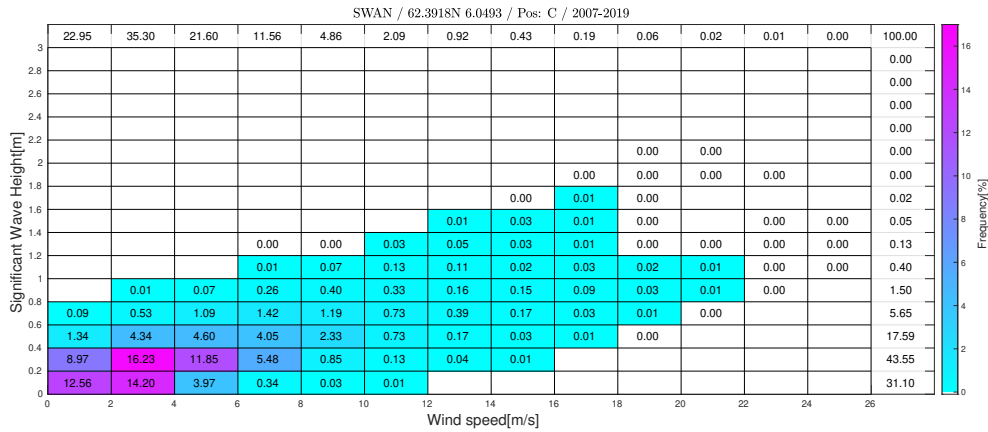 SWAN / 62.3918N 6.0493 / Pos: C / 2007-2019
22.95 35.30 21.60 11.56 4.86 2.09 0.92 0.43 0.19 0.06 0.02 0.01 0.00 100.00
3 0.00
2.8 0.00
2.6 0.00
2.4 0.00
2.2 0.00 0.00 0.00
2 0.00 0.00 0.00 0.00
1.8 0.00 0.01 0.00 0.02
1.6 0.01 0.03 0.01 0.00 0.00 0.00 0.05
1.4 0.00 0.00 0.03 0.05 0.03 0.01 0.00 0.00 0.00 0.00 0.13
1.2 0.01 0.07 0.13 0.11 0.02 0.03 0.02 0.01 0.00 0.00 0.40
1 0.01 0.07 0.26 0.40 0.33 0.16 0.15 0.09 0.03 0.01 0.00 1.50
0.8 0.09 0.53 1.09 1.42 1.19 0.73 0.39 0.17 0.03 0.01 0.00 5.65
0.6 1.34 4.34 4.60 4.05 2.33 0.73 0.17 0.03 0.01 0.00 17.59
0.4 8.97 16.23 11.85 5.48 0.85 0.13 0.04 0.01 43.55
0.2 12.56 14.20 3.97 0.34 0.03 0.01 31.10
0
0 2 4 6 8 10 12 14 16 18 20 22 24 26
Wind speed[m/s]
Significant Wave Height[m]
16
14
12
10
8
6
4
2
0
Frequency[%]